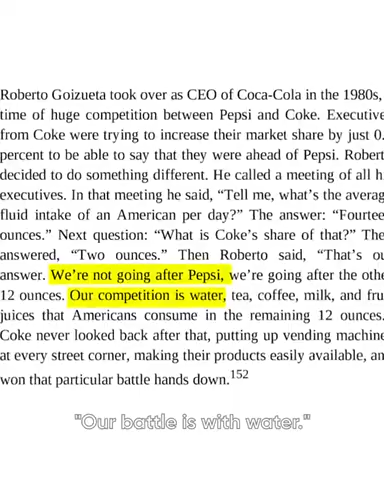 Roberto Goizueta took over as CEO of Coca-Cola in the 1980s,
time of huge competition between Pepsi and Coke. Executive
from Coke were trying to increase their market share by just 0.
percent to be able to say that they were ahead of Pepsi. Robert
decided to do something different. He called a meeting of all h
executives. In that meeting he said, “Tell me, what’s the averag
fluid intake of an American per day?” The answer: “Fourtee
ounces.” Next question: “What is Coke’s share of that?” The
answered, “Two ounces.” Then Roberto said, “That’s ou
answer. We’re not going after Pepsi, we’re going after the othe
12 ounces. Our competition is water, tea, coffee, milk, and fru
juices that Americans consume in the remaining 12 ounces.
Coke never looked back after that, putting up vending machine
at every street corner, making their products easily available, an
won that particular battle hands down.152
"Our battle is with water."